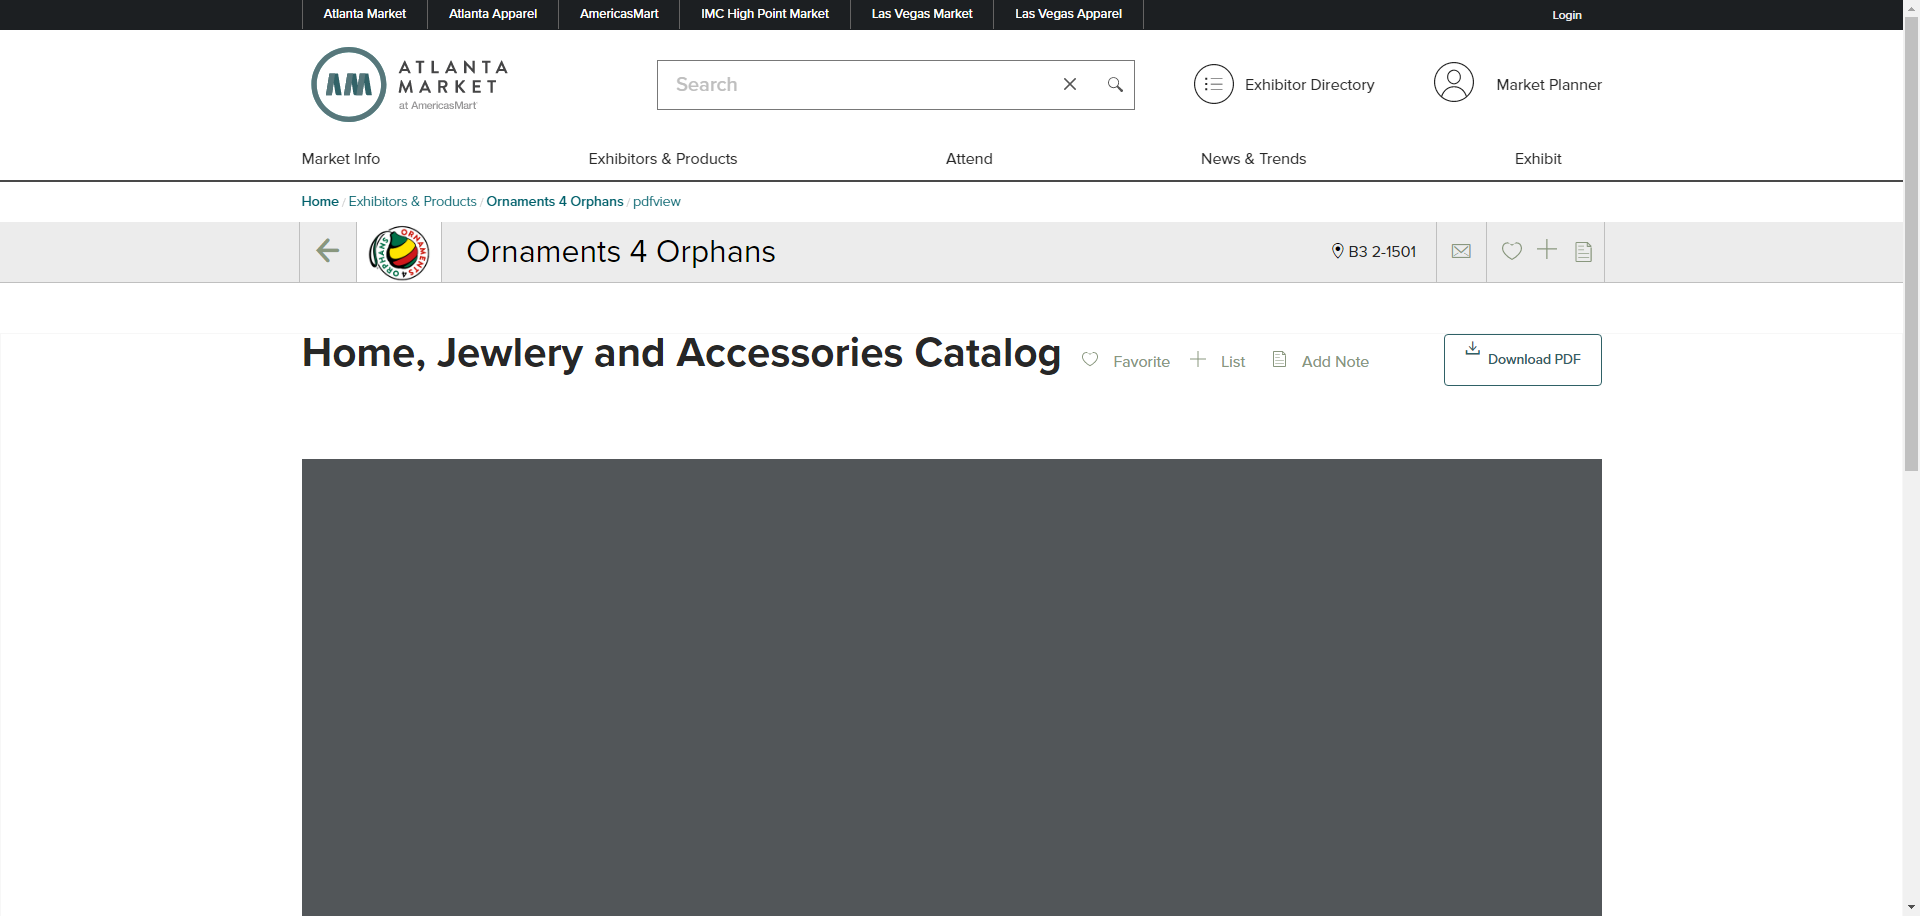 Atlanta Market Atlanta Apparel AmericasMart IMC High Point Market Las Vegas Market Las Vegas Apparel Login
AM ATLANTA
MARKET
at AmericasMart
Search
Exhibitor Directory
Market Planner
Market Info Exhibitors & Products Attend News & Trends Exhibit
Home / Exhibitors & Products / Ornaments 4 Orphans / pdfview
ORNAMENTS 4 ORPHANS
Ornaments 4 Orphans
B3 2-1501
Home, Jewlery and Accessories Catalog
Favorite List Add Note
Download PDF